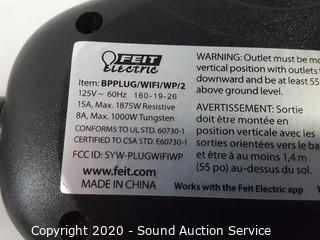 FEIT
electric
Item: BPPLUG/WIFI/WP/2
125V~ 60Hz 160-19-26
15A, Max. 1875W Resistive
8A, Max. 1000W Tungsten
CONFORMS TO UL STD. 60730-1
CERTIFIED TO CSA STD. E60730-1
FCC ID: SYW-PLUGWIFIWP
www.feit.com
MADE IN CHINA
WARNING: Outlet must be mo
vertical position with outlets
downward and be at least 55
above ground level.
AVERTISSEMENT: Sortie
doit être montée en
position verticale avec les
sorties orientées vers le ba
et être à au moins 1,4 m
(55 po) au-dessus du sol.
Works with the Feit Electric app
Copyright 2020 - Sound Auction Service